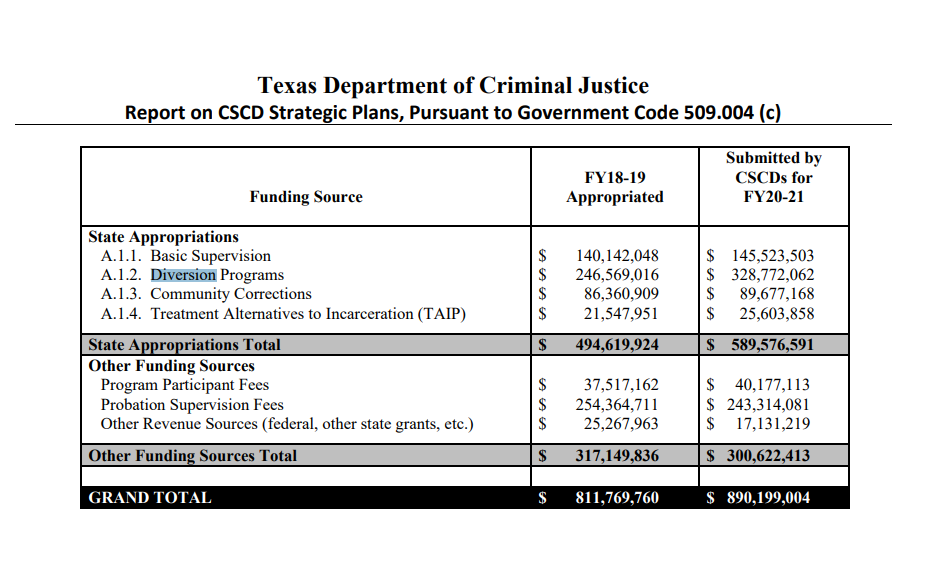 Texas Department of Criminal Justice
Report on CSCD Strategic Plans, Pursuant to Government Code 509.004 (c)
Funding Source FY18-19 Appropriated Submitted by CSCDs for FY20-21
State Appropriations
A.1.1. Basic Supervision $ 140,142,048 $ 145,523,503
A.1.2. Diversion Programs $ 246,569,016 $ 328,772,062
A.1.3. Community Corrections $ 86,360,909 $ 89,677,168
A.1.4. Treatment Alternatives to Incarceration (TAIP) $ 21,547,951 $ 25,603,858
State Appropriations Total $ 494,619,924 $ 589,576,591
Other Funding Sources
Program Participant Fees $ 37,517,162 $ 40,177,113
Probation Supervision Fees $ 254,364,711 $ 243,314,081
Other Revenue Sources (federal, other state grants, etc.) $ 25,267,963 $ 17,131,219
Other Funding Sources Total $ 317,149,836 $ 300,622,413
GRAND TOTAL $ 811,769,760 $ 890,199,004